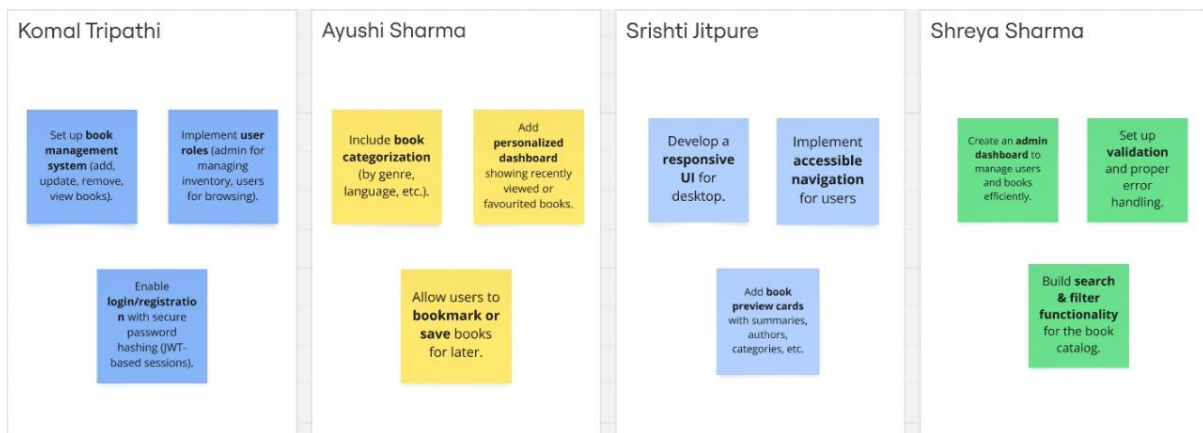 Komal Tripathi
Set up book
management
system (add,
update, remove,
view books).
Implement user
roles (admin for
managing
inventory, users
for browsing).
Enable
login/registratio
n with secure
password
hashing (JWT-
based sessions).
Ayushi Sharma
Include book
categorization
(by genre,
language, etc.).
Add
personalized
dashboard
showing recently
viewed or
favourited books.
Allow users to
bookmark or
save books
for later.
Srishti Jitpure
Develop a
responsive
UI for
desktop.
Implement
accessible
navigation
for users
Add book
preview cards
with summaries,
authors,
categories, etc.
Shreya Sharma
Create an admin
dashboard to
manage users
and books
efficiently.
Set up
validation
and proper
error
handling.
Build search
& filter
functionality
for the book
catalog.